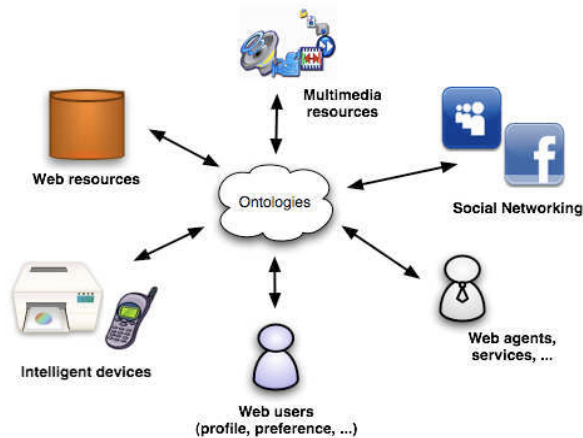 Multimedia
resources
Web resources
Ontologies
f
Social Networking
Intelligent devices
Web agents,
services, ...
Web users
(profile, preference, ...)